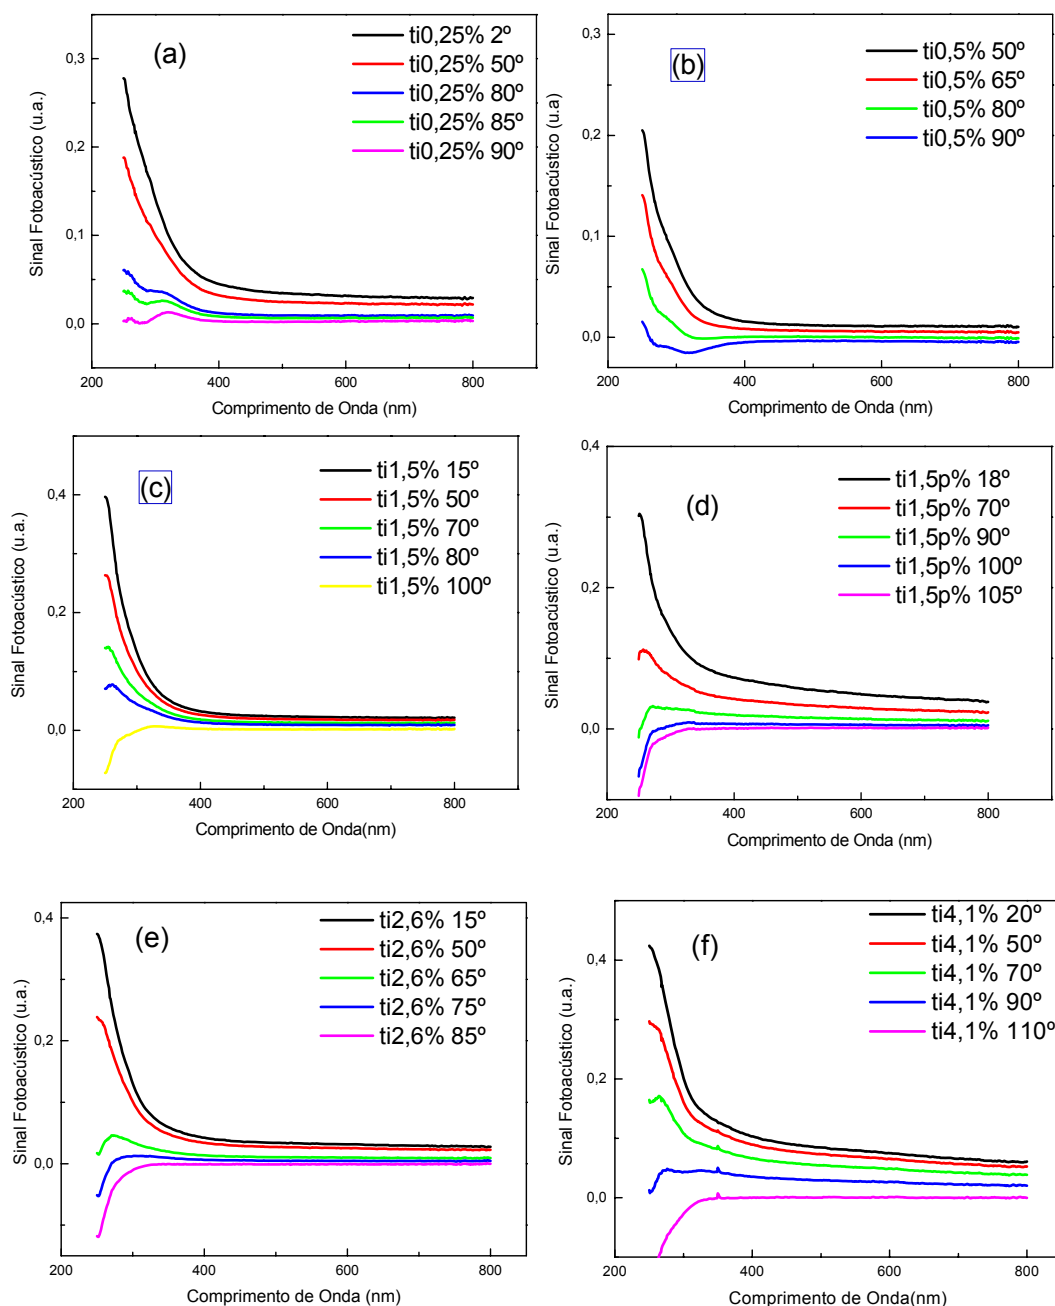 (a)
ti0,25% 2º
ti0,25% 50º
ti0,25% 80º
ti0,25% 85º
ti0,25% 90º
0,3
0,2
0,1
0,0
Sinal Fotoacústico (u.a.)
200 400 600 800
Comprimento de Onda (nm)
(b)
ti0,5% 50º
ti0,5% 65º
ti0,5% 80º
ti0,5% 90º
0,3
0,2
0,1
0,0
Sinal Fotoacústico (u.a.)
200 400 600 800
Comprimento de Onda (nm)
(c)
ti1,5% 15º
ti1,5% 50º
ti1,5% 70º
ti1,5% 80º
ti1,5% 100º
0,4
0,2
0,0
Sinal Fotoacústico (u.a.)
200 400 600 800
Comprimento de Onda(nm)
(d)
ti1,5p% 18º
ti1,5p% 70º
ti1,5p% 90º
ti1,5p% 100º
ti1,5p% 105º
0,4
0,2
0,0
Sinal Fotoacústico (u.a.)
200 400 600 800
Comprimento de Onda (nm)
(e)
ti2,6% 15º
ti2,6% 50º
ti2,6% 65º
ti2,6% 75º
ti2,6% 85º
0,4
0,2
0,0
Sinal Fotoacústico (u.a.)
200 400 600 800
Comprimento de Onda(nm)
(f)
ti4,1% 20º
ti4,1% 50º
ti4,1% 70º
ti4,1% 90º
ti4,1% 110º
0,4
0,2
0,0
Sinal Fotoacústico (u.a.)
200 400 600 800
Comprimento de Onda(nm)